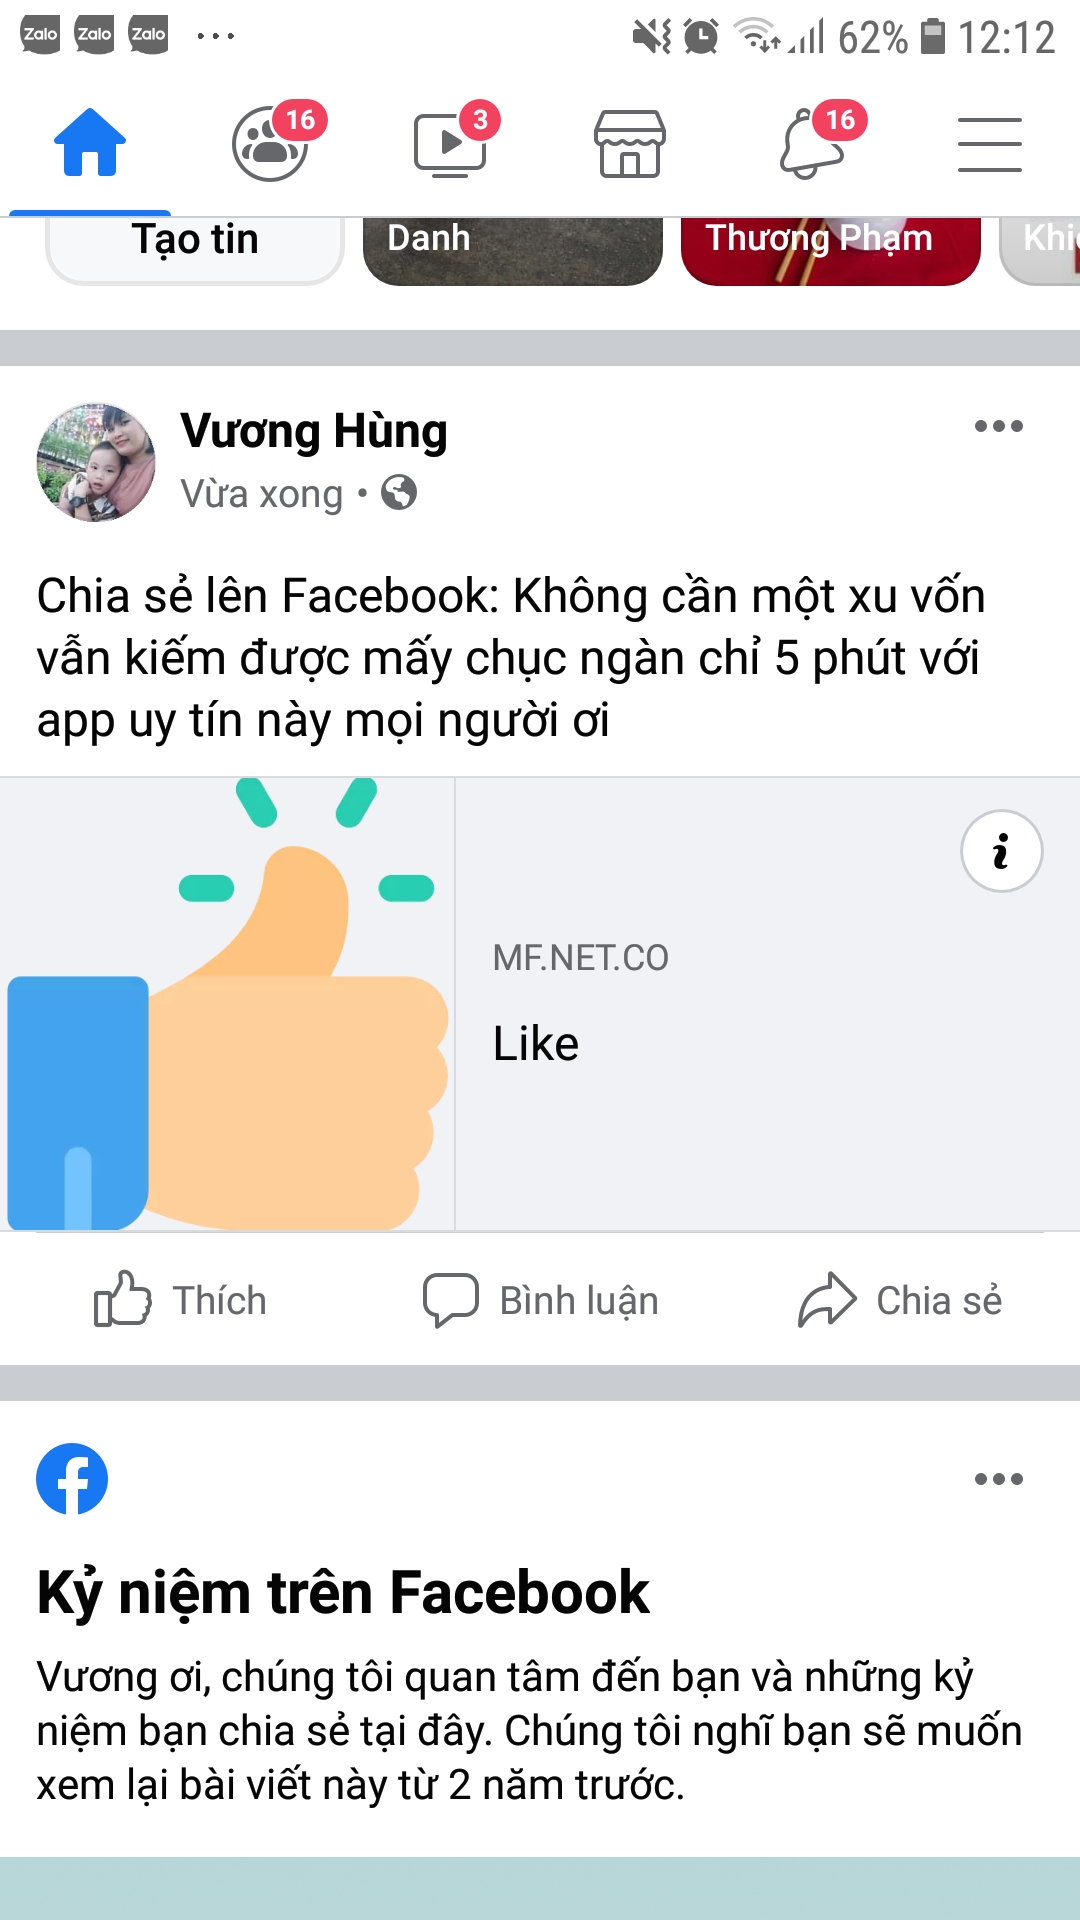 Zalo Zalo Zalo ... 62% 12:12
16 3 16
Tạo tin Danh Thương Phạm
Vương Hùng
Vừa xong •
Chia sẻ lên Facebook: Không cần một xu vốn
vẫn kiếm được mấy chục ngàn chỉ 5 phút với
app uy tín này mọi người ơi
i
MF.NET.CO
Like
Thích Bình luận Chia sẻ
Kỷ niệm trên Facebook
Vương ơi, chúng tôi quan tâm đến bạn và những kỷ
niệm bạn chia sẻ tại đây. Chúng tôi nghĩ bạn sẽ muốn
xem lại bài viết này từ 2 năm trước.